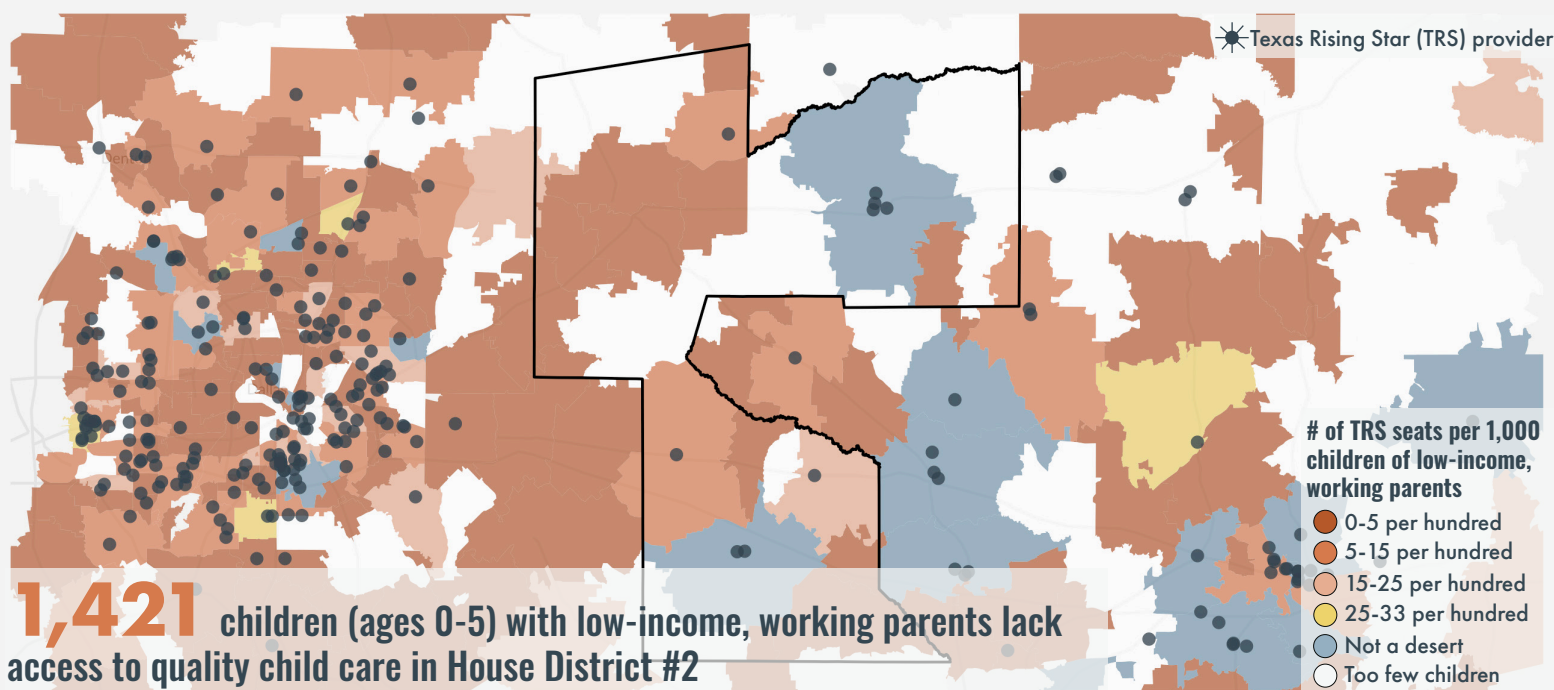 Texas Rising Star (TRS) provider
# of TRS seats per 1,000
children of low-income,
working parents
0-5 per hundred
5-15 per hundred
15-25 per hundred
25-33 per hundred
Not a desert
Too few children
1,421 children (ages 0-5) with low-income, working parents lack
access to quality child care in House District #2